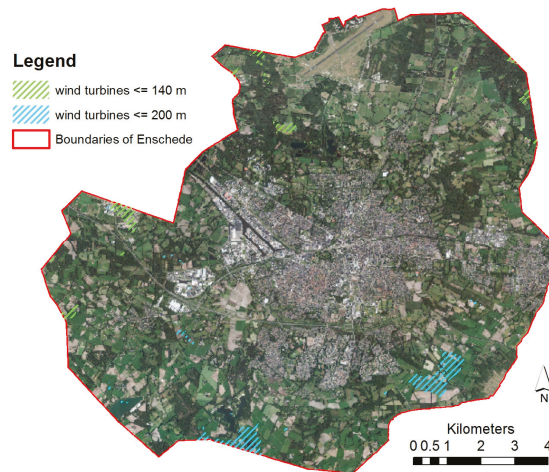 Legend
wind turbines <= 140 m
wind turbines <= 200 m
Boundaries of Enschede
N
Kilometers
0 0.5 1 2 3 4